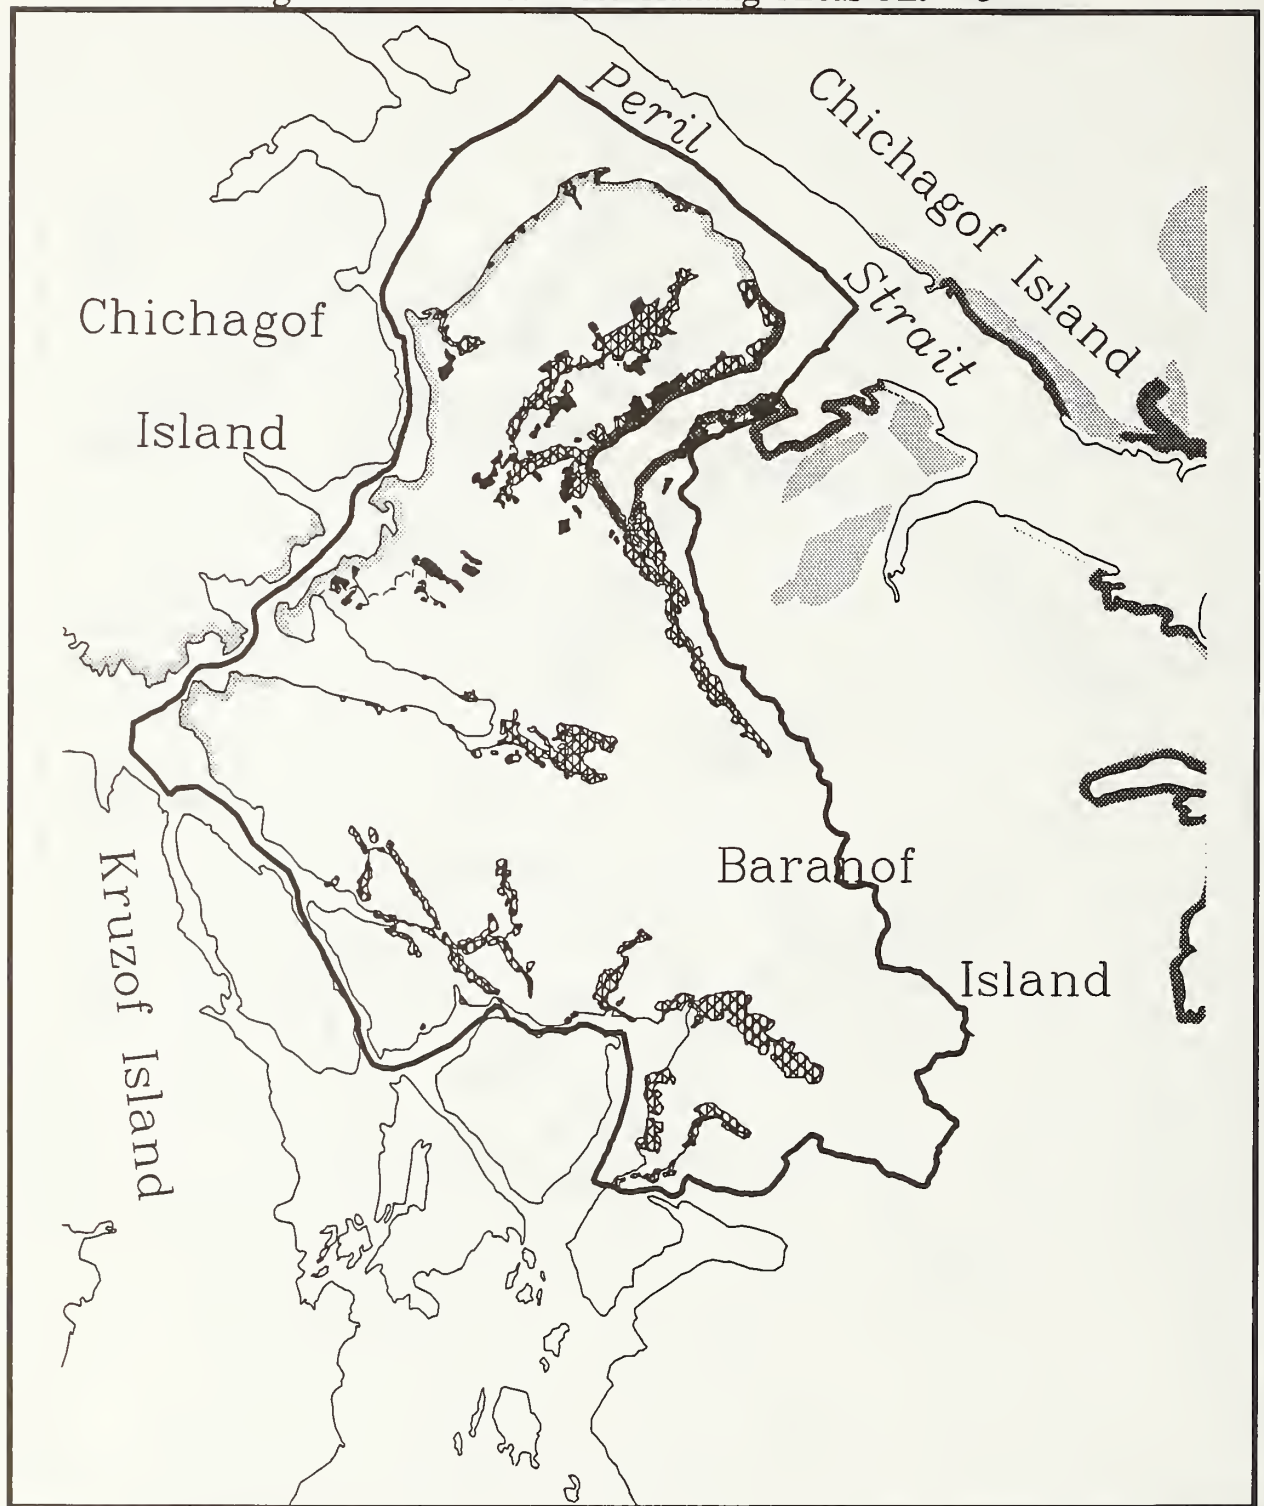 Peril
Strait
Chichagof Island
Chichagof
Island
Baranof
Island
Kruzof Island